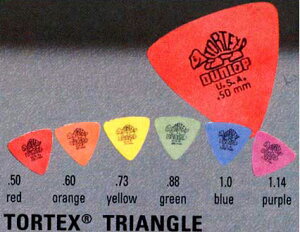 TORTEX
DUNLOP
U.S.A.
.50 mm
.50 .60 .73 .88 1.0 1.14
red orange yellow green blue purple
TORTEX® TRIANGLE